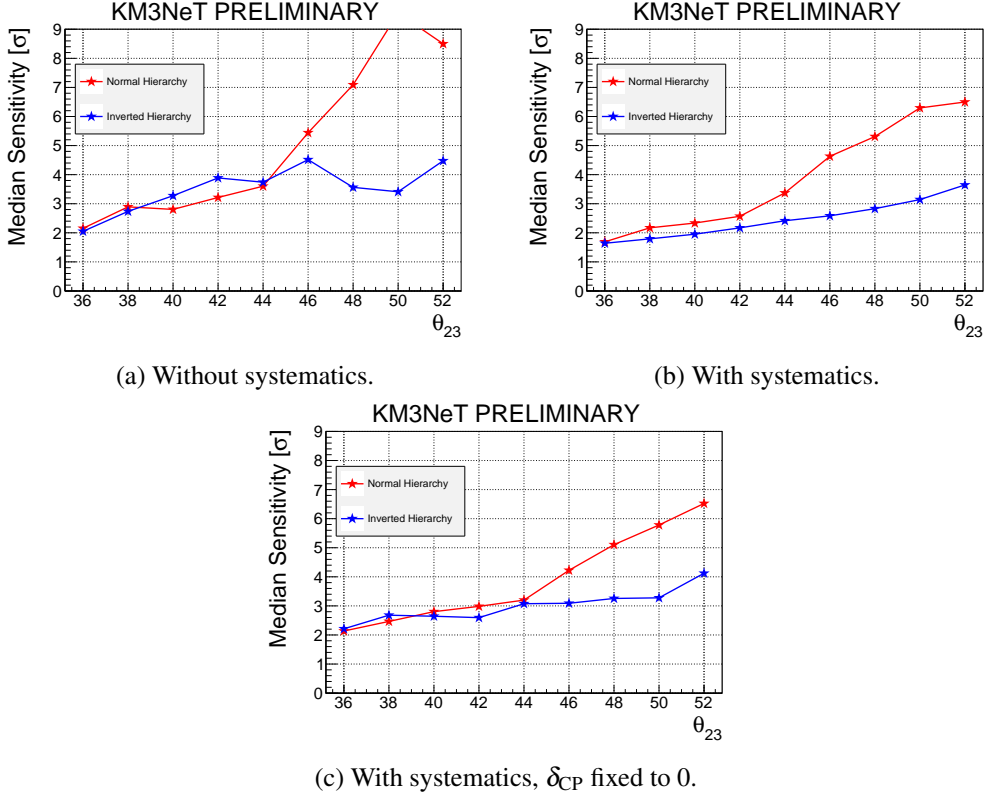 KM3NeT PRELIMINARY
Median Sensitivity [σ]
9
8
7
6
5
4
3
2
1
0
Normal Hierarchy
Inverted Hierarchy
36 38 40 42 44 46 48 50 52
θ23
(a) Without systematics.
KM3NeT PRELIMINARY
Median Sensitivity [σ]
9
8
7
6
5
4
3
2
1
0
Normal Hierarchy
Inverted Hierarchy
36 38 40 42 44 46 48 50 52
θ23
(b) With systematics.
KM3NeT PRELIMINARY
Median Sensitivity [σ]
9
8
7
6
5
4
3
2
1
0
Normal Hierarchy
Inverted Hierarchy
36 38 40 42 44 46 48 50 52
θ23
(c) With systematics, δCP fixed to 0.